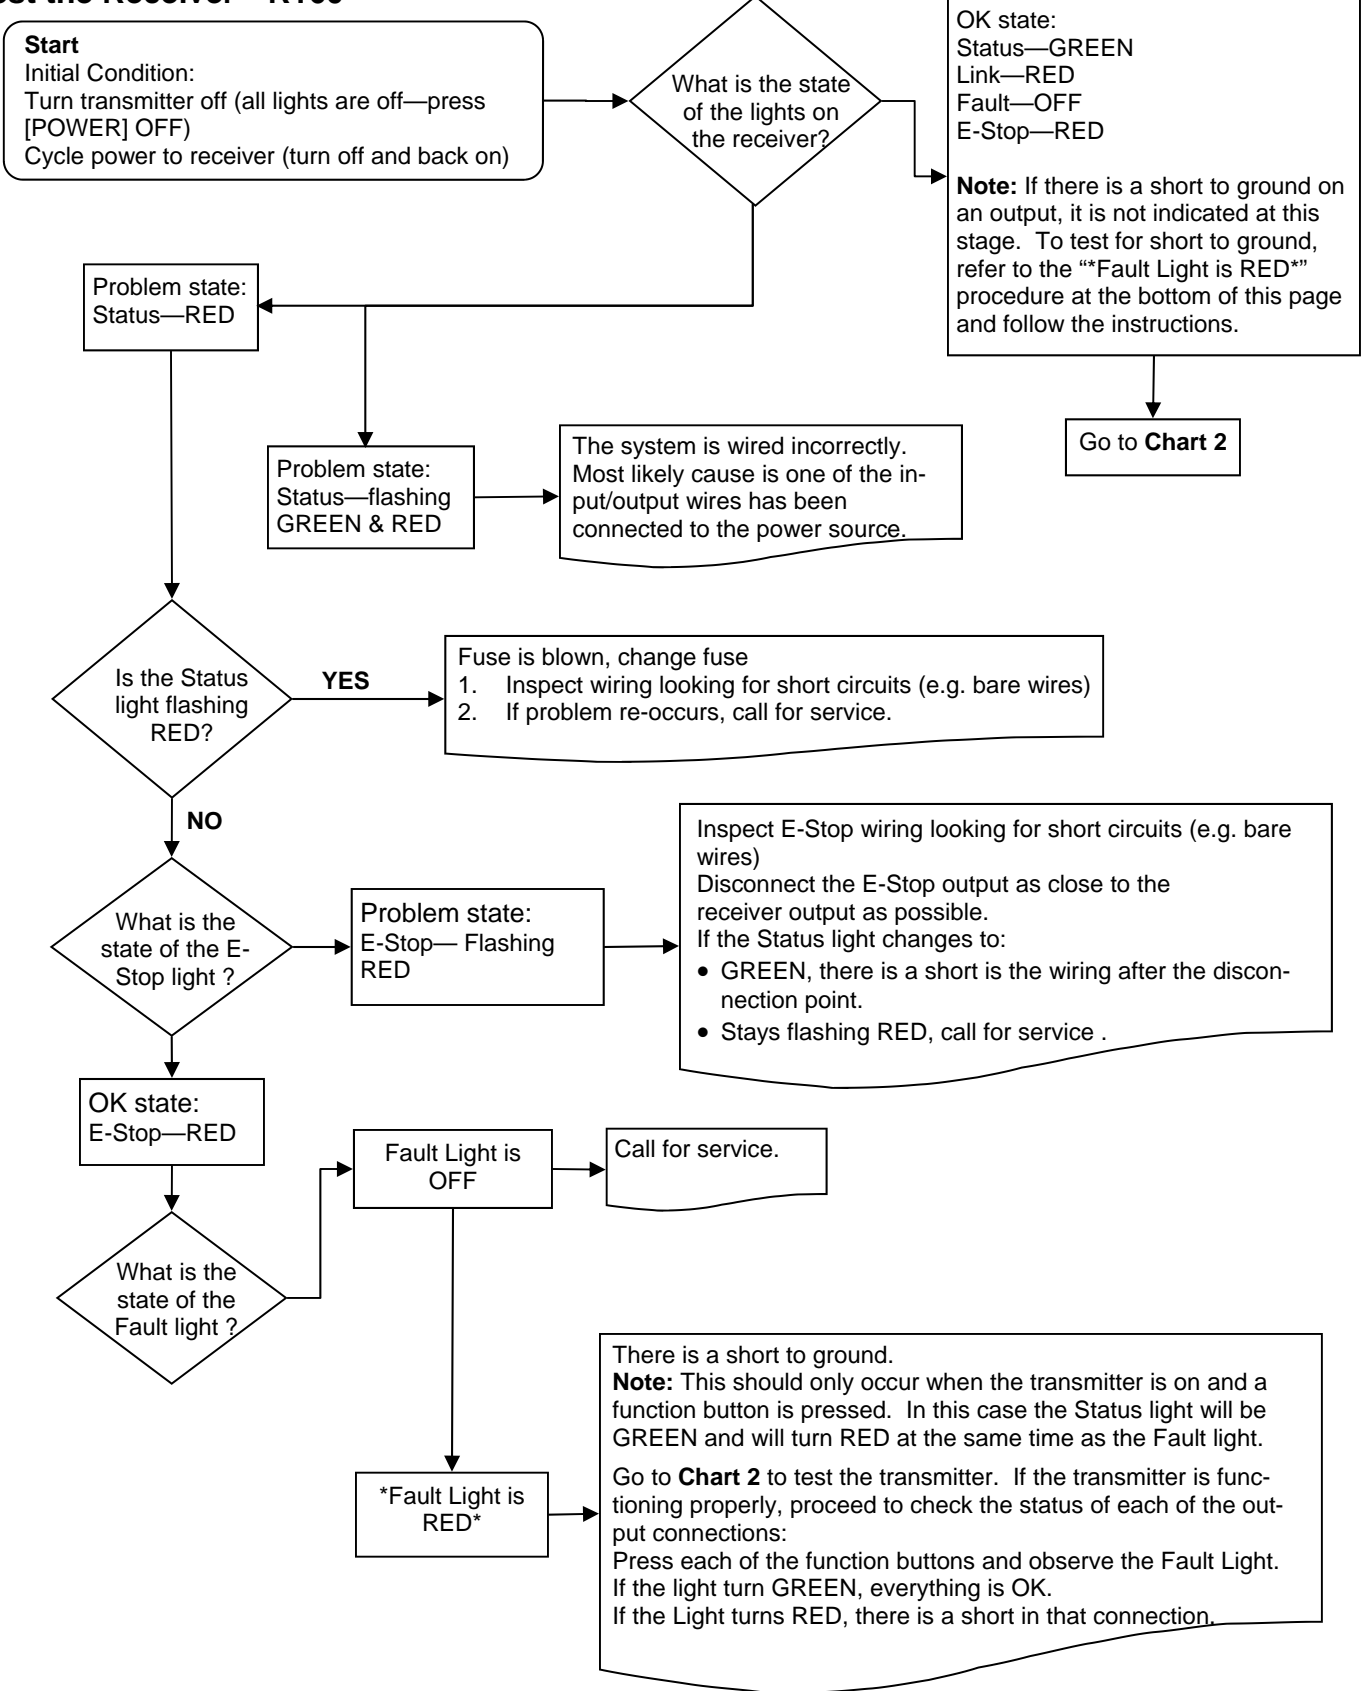 the Receiver
Start
Initial Condition:
Turn transmitter off (all lights are off—press
[POWER] OFF)
Cycle power to receiver (turn off and back on)
What is the state
of the lights on
the receiver?
OK state:
Status—GREEN
Link—RED
Fault—OFF
E-Stop—RED
Note: If there is a short to ground on
an output, it is not indicated at this
stage. To test for short to ground,
refer to the “*Fault Light is RED*”
procedure at the bottom of this page
and follow the instructions.
Go to Chart 2
Problem state:
Status—RED
Problem state:
Status—flashing
GREEN & RED
The system is wired incorrectly.
Most likely cause is one of the in-
put/output wires has been
connected to the power source.
Is the Status
light flashing
RED?
YES
Fuse is blown, change fuse
1. Inspect wiring looking for short circuits (e.g. bare wires)
2. If problem re-occurs, call for service.
NO
What is the
state of the E-
Stop light ?
Problem state:
E-Stop— Flashing
RED
Inspect E-Stop wiring looking for short circuits (e.g. bare
wires)
Disconnect the E-Stop output as close to the
receiver output as possible.
If the Status light changes to:
• GREEN, there is a short is the wiring after the discon-
nection point.
• Stays flashing RED, call for service .
OK state:
E-Stop—RED
Fault Light is
OFF
Call for service.
What is the
state of the
Fault light ?
*Fault Light is
RED*
There is a short to ground.
Note: This should only occur when the transmitter is on and a
function button is pressed. In this case the Status light will be
GREEN and will turn RED at the same time as the Fault light.
Go to Chart 2 to test the transmitter. If the transmitter is func-
tioning properly, proceed to check the status of each of the out-
put connections:
Press each of the function buttons and observe the Fault Light.
If the light turn GREEN, everything is OK.
If the Light turns RED, there is a short in that connection.